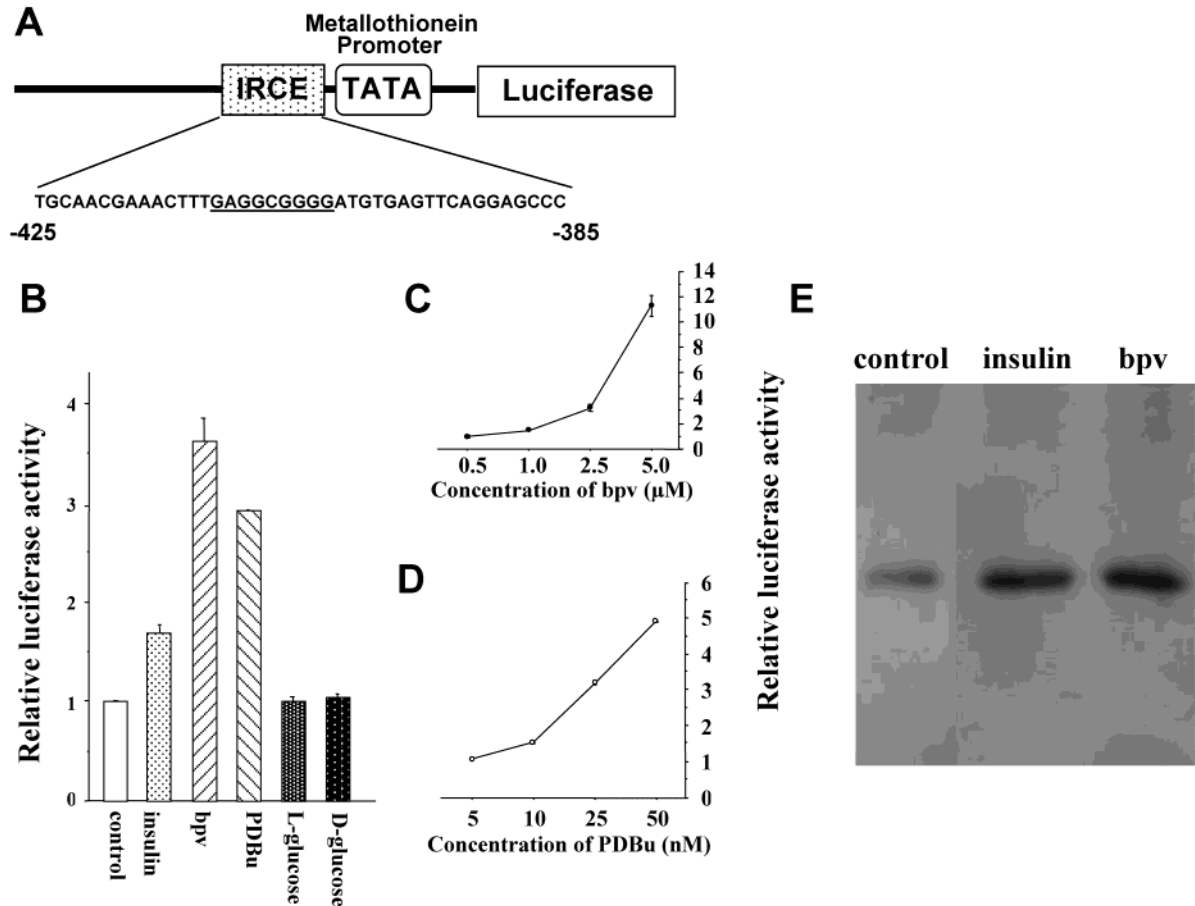 A
Metallothionein
Promoter
IRCE
TATA
Luciferase
TGCAACGAAACTTTGAGGCGGGGATGTGAGTTCAGGAGCCC
-425
-385
B
Relative luciferase activity
4
3
2
1
0
control
insulin
bpv
PDBu
L-glucose
D-glucose
C
14
12
10
8
6
4
2
0
Relative luciferase activity
0.5 1.0 2.5 5.0
Concentration of bpv (µM)
D
6
5
4
3
2
1
0
5 10 25 50
Concentration of PDBu (nM)
E
control insulin bpv